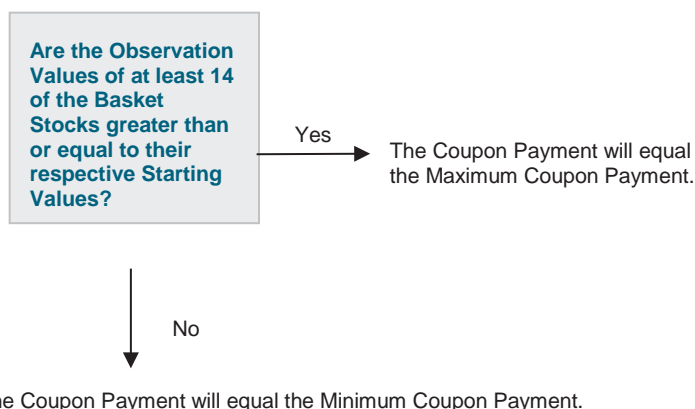 Are the Observation
Values of at least 14
of the Basket
Stocks greater than
or equal to their
respective Starting
Values?
Yes
The Coupon Payment will equal
the Maximum Coupon Payment.
No
he Coupon Payment will equal the Minimum Coupon Payment.